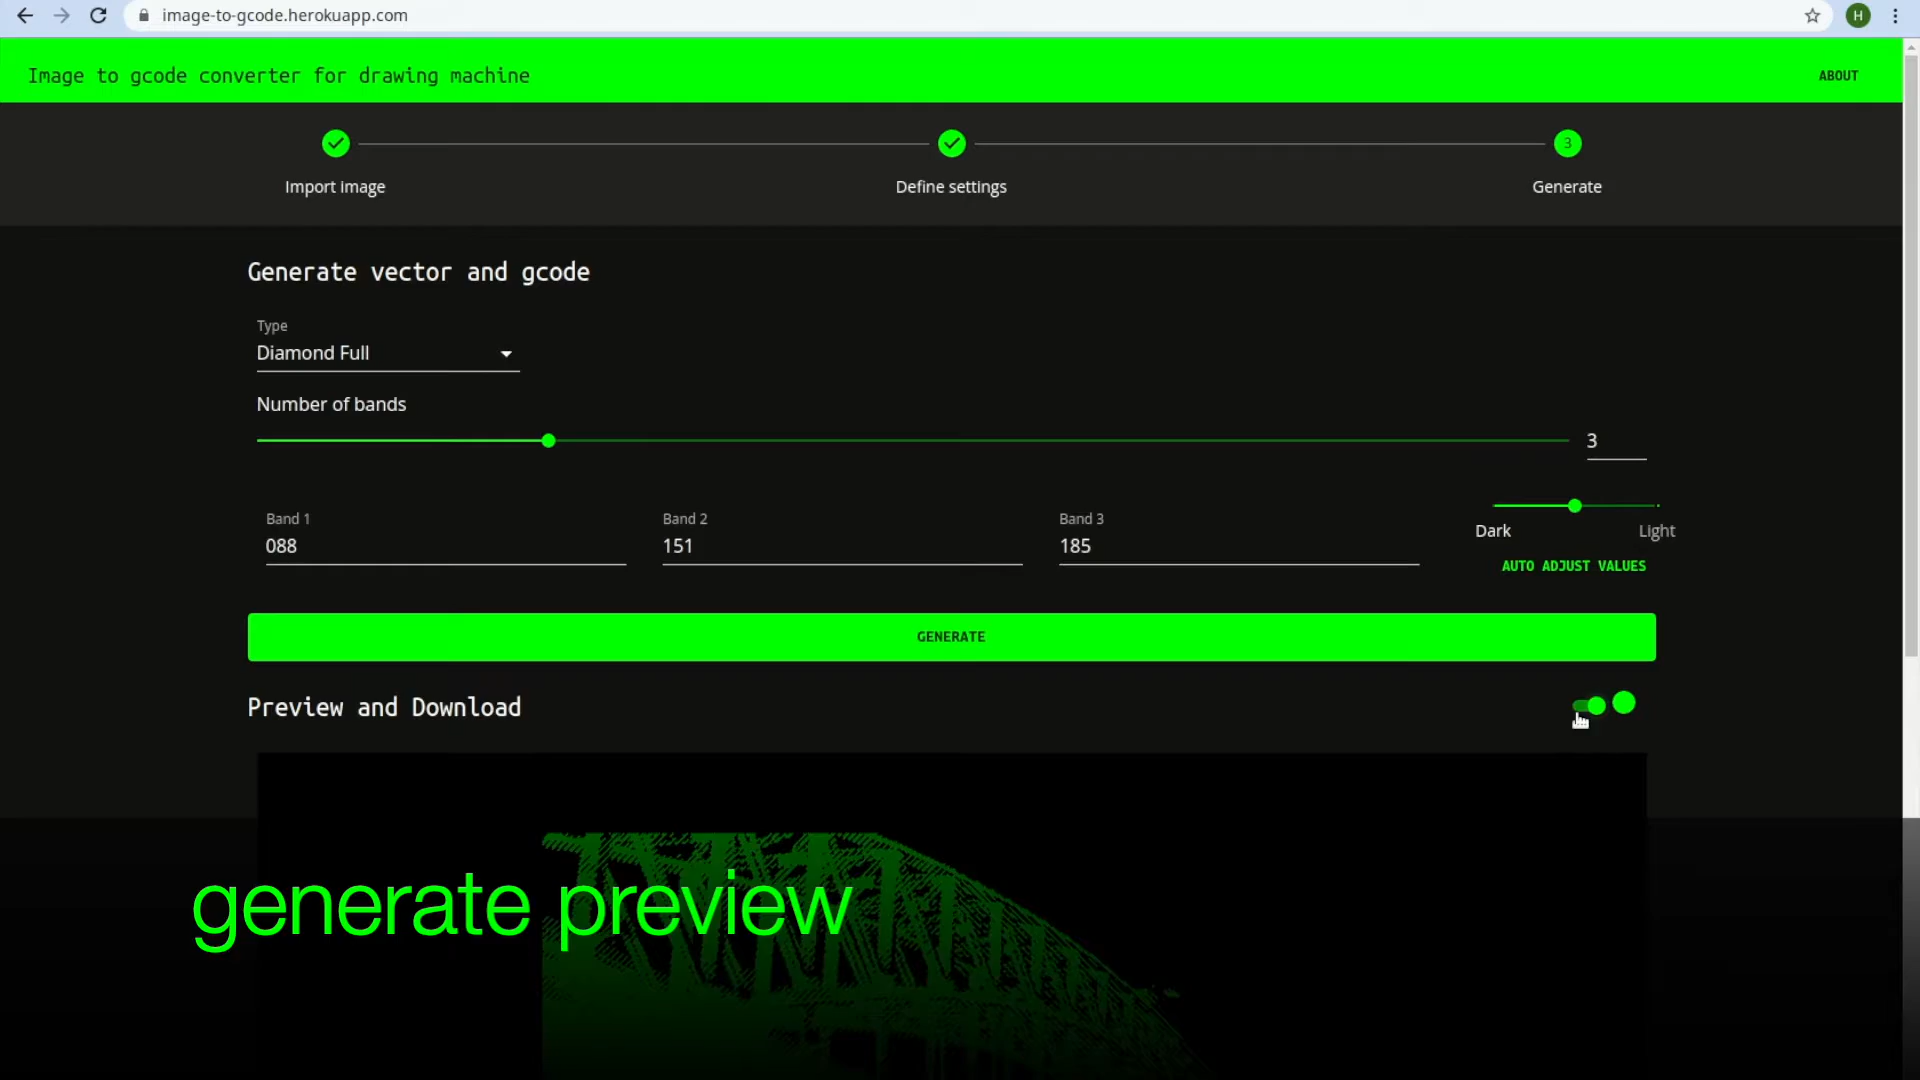 image-to-gcode.herokuapp.com
H
Image to gcode converter for drawing machine
ABOUT
3
Import image
Define settings
Generate
Generate vector and gcode
Type
Diamond Full
Number of bands
3
Band 1
Band 2
Band 3
088
151
185
Dark
Light
AUTO ADJUST VALUES
GENERATE
Preview and Download
generate preview